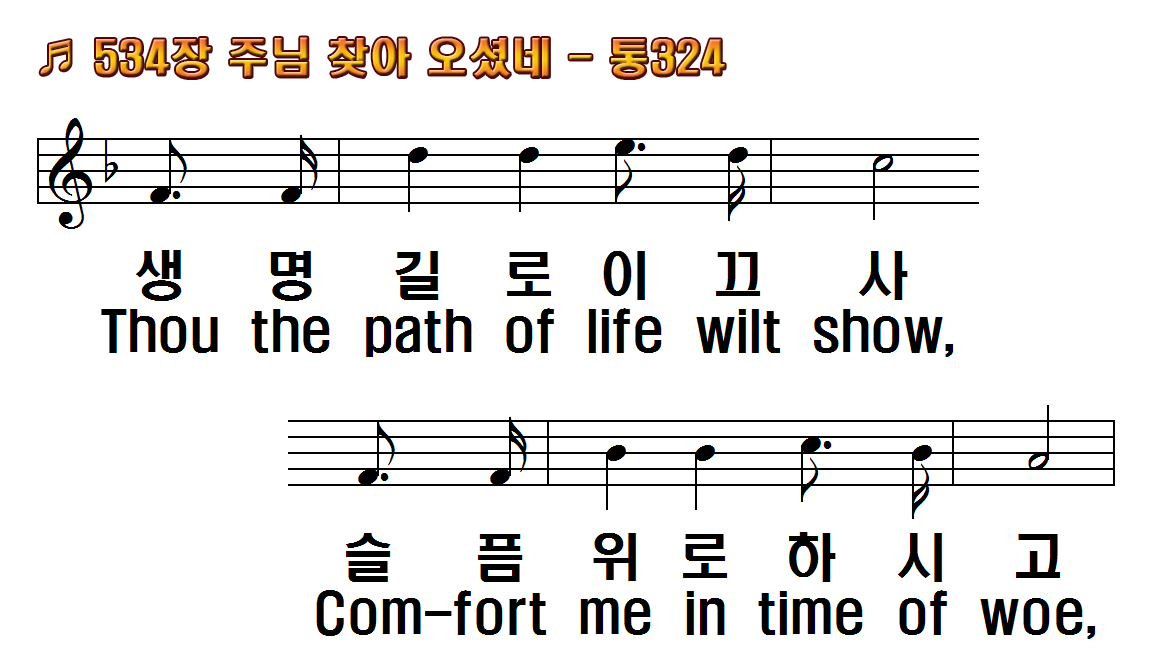 ♬ 534장 주님 찾아 오셨네 - 통324
생 명 길 로 이 끄 사
Thou the path of life wilt show,
슬 픔 위 로 하 시 고
Com-fort me in time of woe,